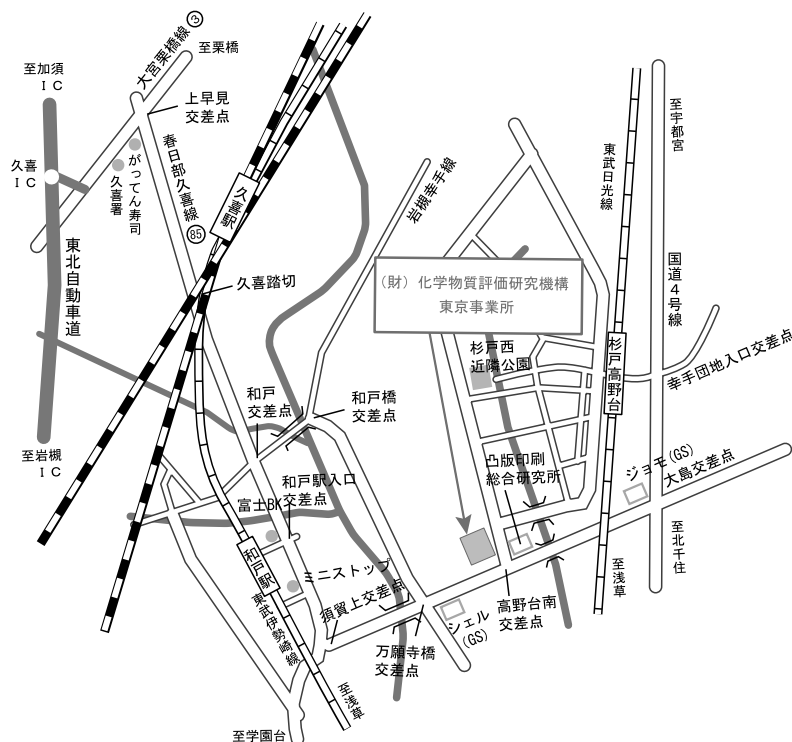 大宮栗橋線
③
至栗橋
至加須
ＩＣ
上早見
交差点
久喜
ＩＣ
がってん寿司
久喜署
春日部久喜線
85
久喜駅
東北自動車道
久喜踏切
岩槻幸手線
東武日光線
至宇都宮
国道４号線
（財）化学物質評価研究機構
東京事業所
杉戸西
近隣公園
杉戸高野台
幸手団地入口交差点
和戸
交差点
和戸橋
交差点
至岩槻
ＩＣ
和戸駅入口
交差点
富士BK
凸版印刷
総合研究所
ジョモ(GS)
大島交差点
和戸駅
ミニストップ
須賀上交差点
東武伊勢崎線
シェル
(GS)
高野台南
交差点
至浅草
至北千住
万願寺橋
交差点
至浅草
至学園台